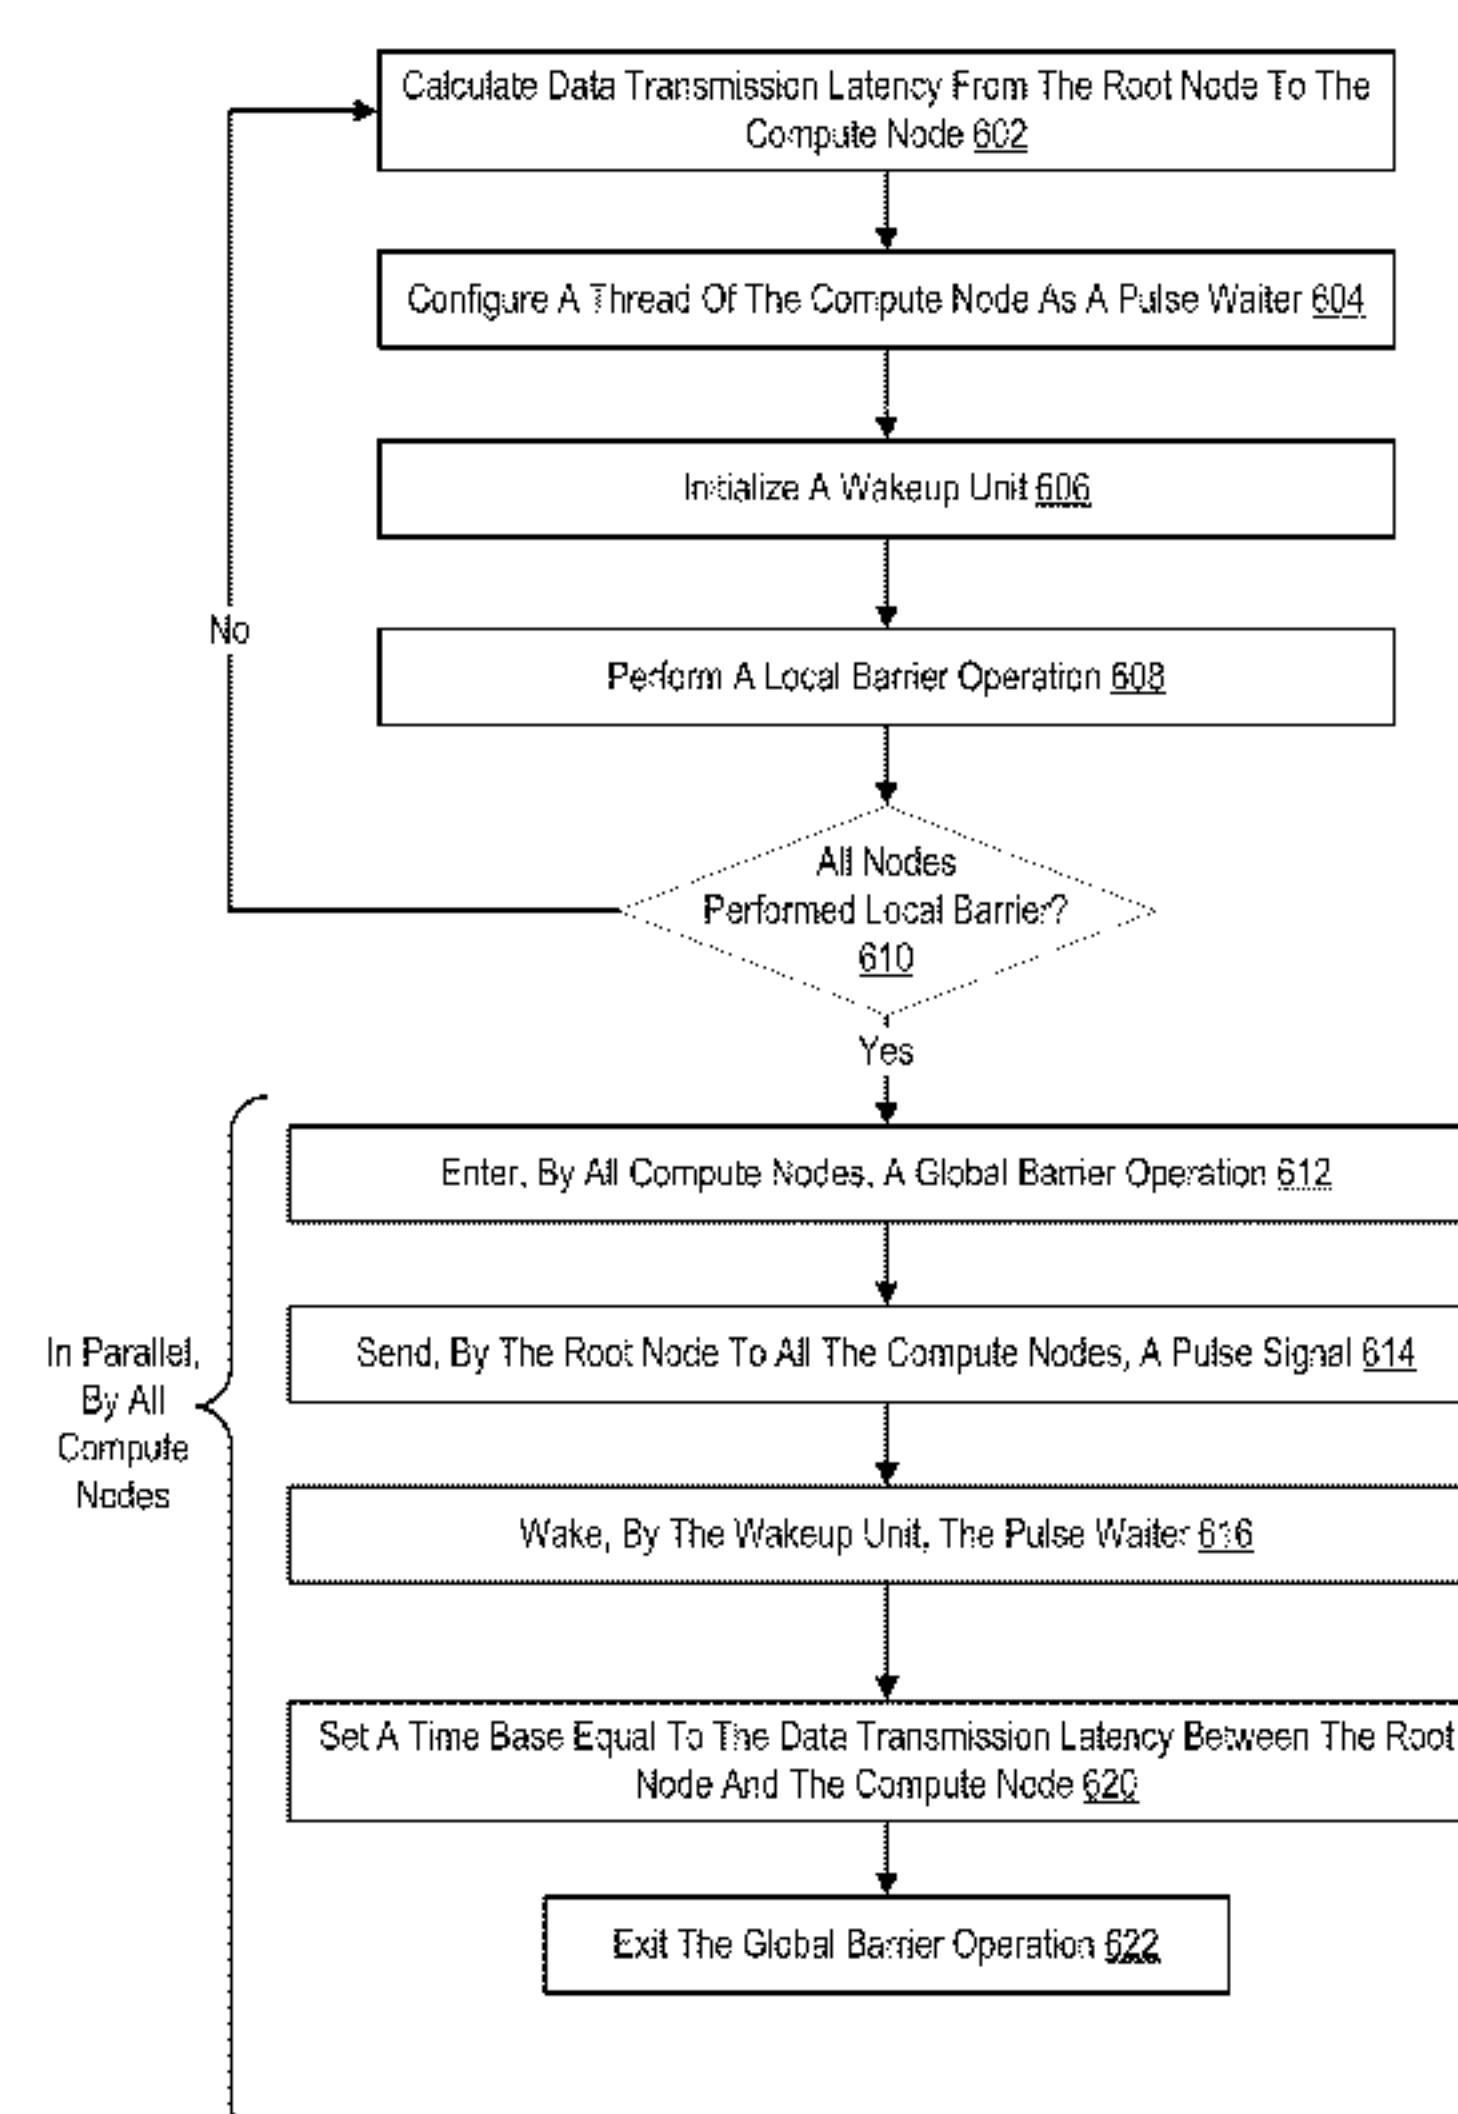 Calculate Data Transmission Latency From The Root Node To The
Compute Node 602
Configure A Thread Of The Compute Node As A Pulse Waiter 604
Initialize A Wakeup Unit 606
No
Perform A Local Barrier Operation 608
All Nodes
Performed Local Barrier?
610
Yes
Enter, By All Compute Nodes, A Global Barrier Operation 612
In Parallel,
By All
Compute
Nodes
Send, By The Root Node To All The Compute Nodes, A Pulse Signal 614
Wake, By The Wakeup Unit, The Pulse Waiter 616
Set A Time Base Equal To The Data Transmission Latency Between The Root
Node And The Compute Node 620
Exit The Global Barrier Operation 622